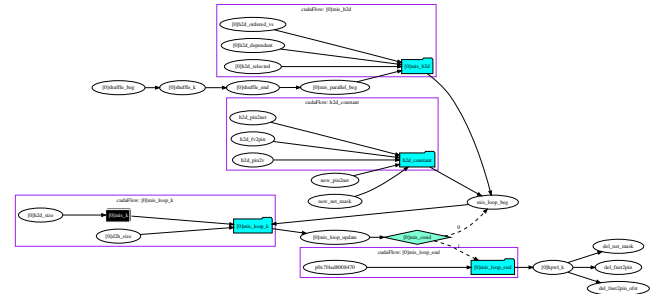 cudaFlow: [0]mis_h2d
[0]h2d_ordered_vs
[0]h2d_dependent
[0]h2d_selected
[0]mis_h2d
[0]shuffle_beg
[0]shuffle_k
[0]shuffle_end
[0]mis_parallel_beg
cudaFlow: h2d_constant
h2d_pin2net
h2d_fv2pin
h2d_pin2v
h2d_constant
new_pin2net
new_net_mask
mis_loop_beg
cudaFlow: [0]mis_loop_k
[0]h2d_size
[0]mis_k
[0]d2h_size
[0]mis_loop_k
[0]mis_loop_update
[0]mis_cond
0
1
cudaFlow: [0]mis_loop_end
[0]mis_loop_end
[0]hpwl_k
del_net_mask
del_fnet2pin
del_fnet2pin_ofst